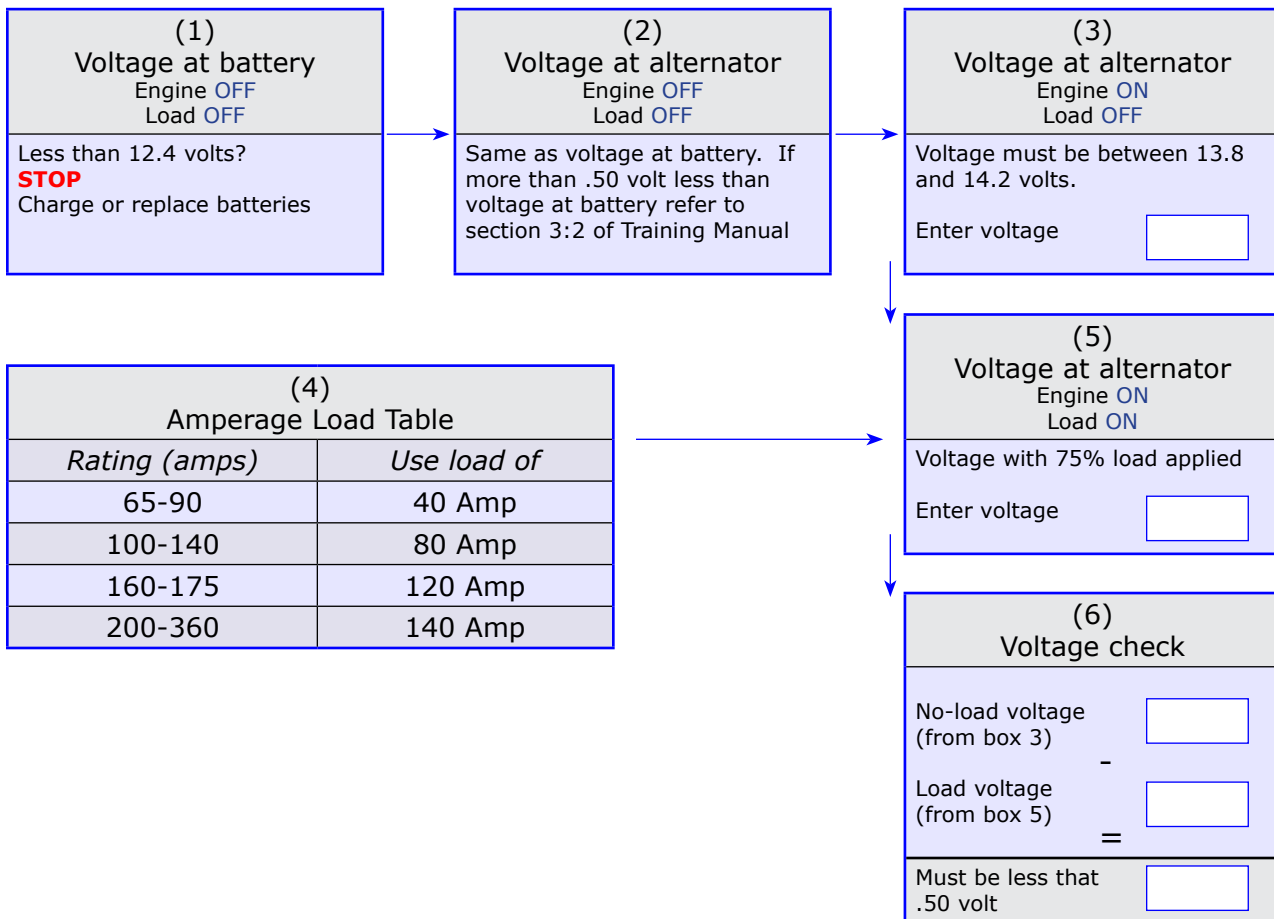 (1)
Voltage at battery
Engine OFF
Load OFF
Less than 12.4 volts?
STOP
Charge or replace batteries
(2)
Voltage at alternator
Engine OFF
Load OFF
Same as voltage at battery.  If
more than .50 volt less than
voltage at battery refer to
section 3:2 of Training Manual
(3)
Voltage at alternator
Engine ON
Load OFF
Voltage must be between 13.8
and 14.2 volts.
Enter voltage
(4)
Amperage Load Table
Rating (amps) Use load of
65-90 40 Amp
100-140 80 Amp
160-175 120 Amp
200-360 140 Amp
(5)
Voltage at alternator
Engine ON
Load ON
Voltage with 75% load applied
Enter voltage
(6)
Voltage check
No-load voltage
(from box 3)
-
Load voltage
(from box 5)
=
Must be less that
.50 volt